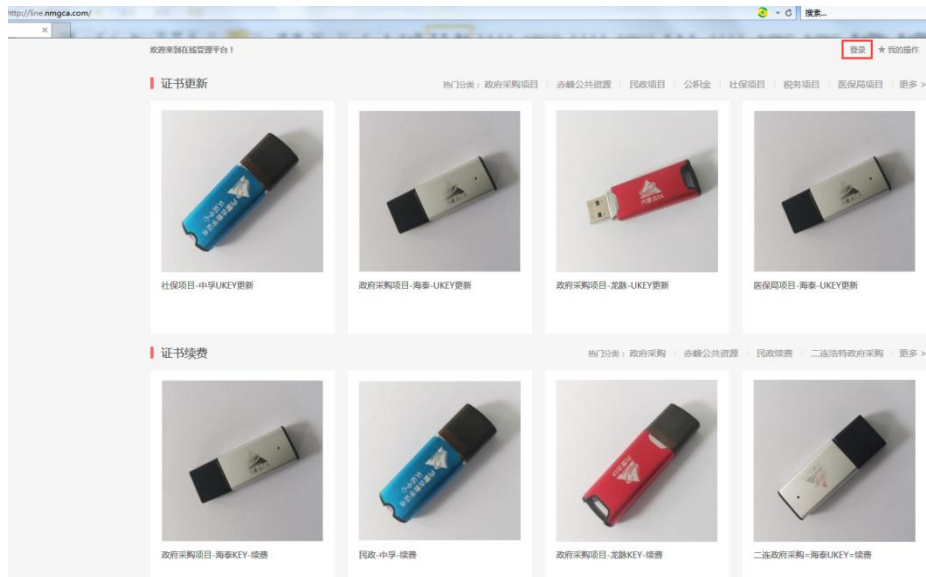 http://line.nmgca.com/
搜索...
×
欢迎来到在线受理平台！
登录 ★ 我的操作
证书更新
热门分类：政府采购项目 赤峰公共资源 民政项目 公积金 社保项目 税务项目 医保局项目 更多 >
社保项目-中孚UKEY更新
政府采购项目-海泰-UKEY更新
政府采购项目-龙脉-UKEY更新
医保局项目-海泰-UKEY更新
证书续费
热门分类：政府采购 赤峰公共资源 民政续费 二连浩特政府采购 更多 >
政府采购项目-海泰KEY-续费
民政-中孚-续费
政府采购项目-龙脉KEY-续费
二连政府采购=海泰UKEY=续费